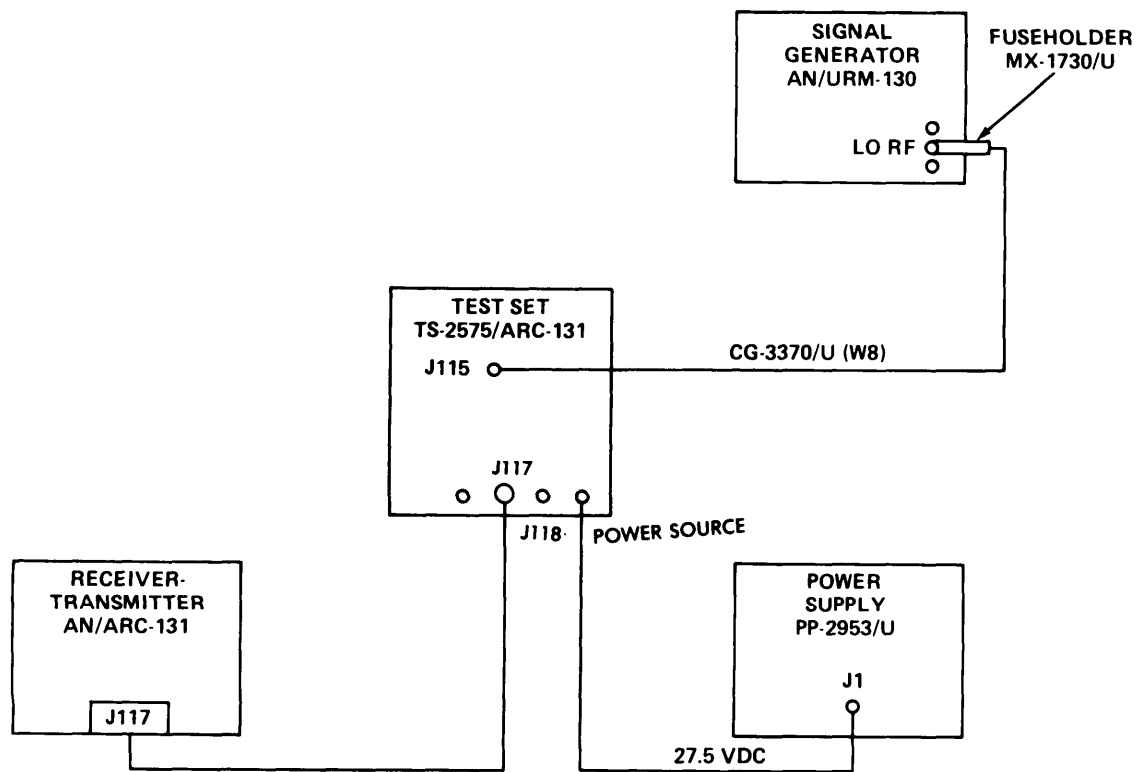 SIGNAL
GENERATOR
AN/URM-130
FUSEHOLDER
MX-1730/U
LO RF
TEST SET
TS-2575/ARC-131
J115
CG-3370/U (W8)
J117
J118
POWER SOURCE
RECEIVER-
TRANSMITTER
AN/ARC-131
J117
POWER
SUPPLY
PP-2953/U
J1
27.5 VDC